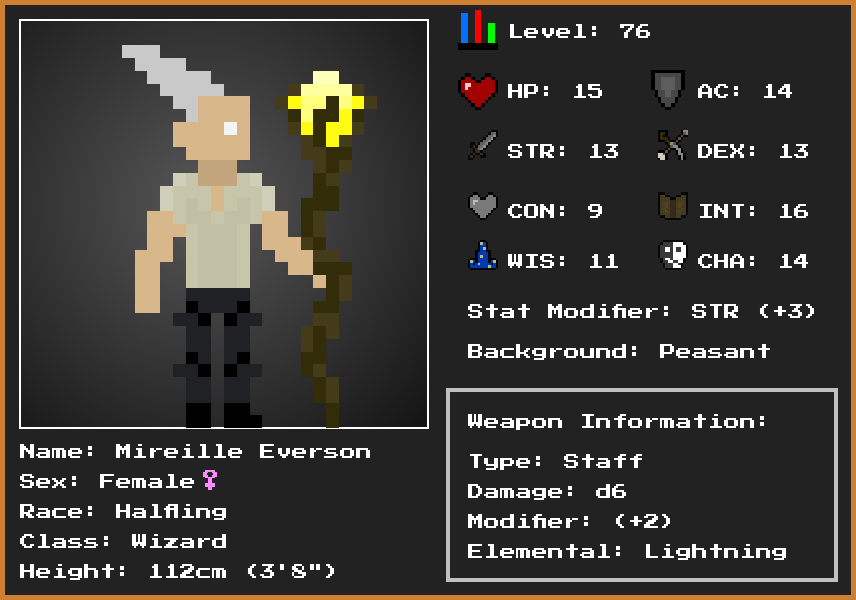 Level: 76
HP: 15 AC: 14
STR: 13 DEX: 13
CON: 9 INT: 16
WIS: 11 CHA: 14
Stat Modifier: STR (+3)
Background: Peasant
Weapon Information:
Type: Staff
Damage: d6
Modifier: (+2)
Elemental: Lightning
Name: Mireille Everson
Sex: Female♀
Race: Halfling
Class: Wizard
Height: 112cm (3'8")